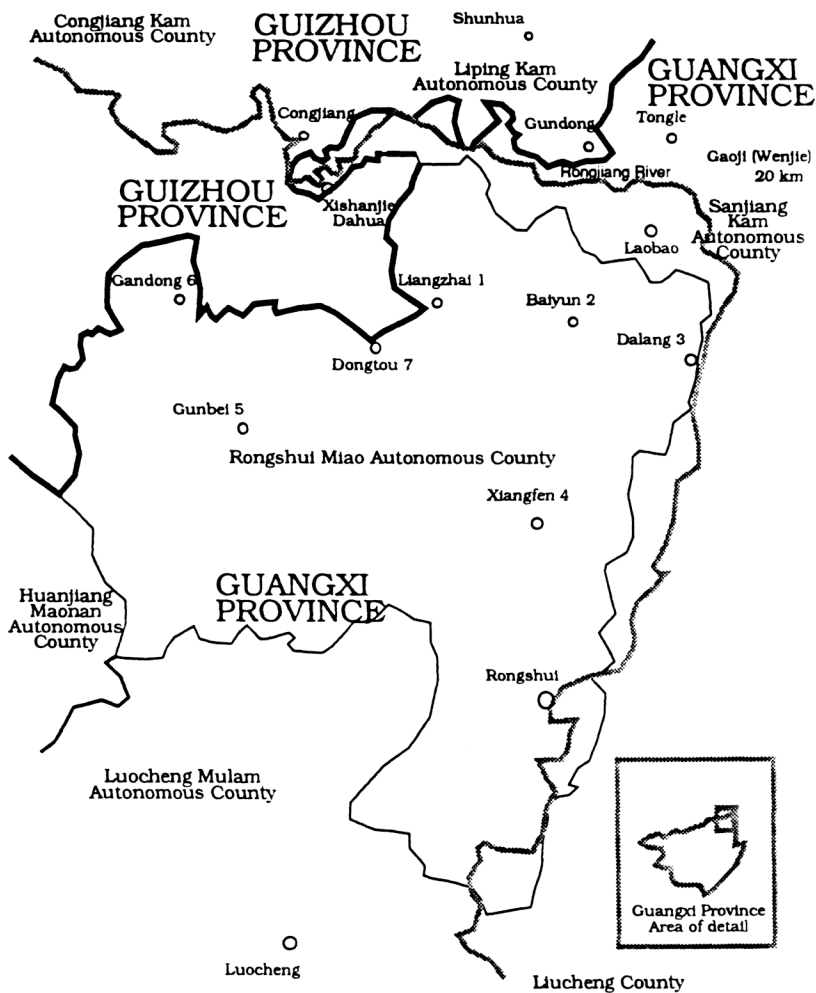 Congjiang Kam
Autonomous County
GUIZHOU
PROVINCE
Shunhua
Liping Kam
Autonomous County
GUANGXI
PROVINCE
Congjiang
Gundong
Tongle
Gaoji (Wenjie)
20 km
Rongjiang River
GUIZHOU
PROVINCE
Xishanjie
Dahua
Sanjiang
Kam
Autonomous
County
Laobao
Gandong 6
Liangzhai 1
Baiyun 2
Dalang 3
Dongtou 7
Gunbei 5
Rongshui Miao Autonomous County
Xiangfen 4
GUANGXI
PROVINCE
Huanjiang
Maonan
Autonomous
County
Rongshui
Luocheng Mulam
Autonomous County
Guangxi Province
Area of detail
Luocheng
Liucheng County